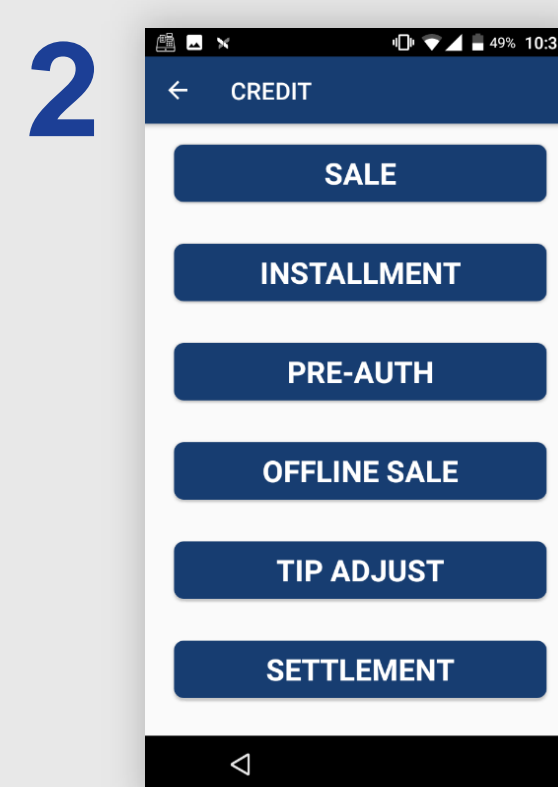 2
49% 10:3
CREDIT
SALE
INSTALLMENT
PRE-AUTH
OFFLINE SALE
TIP ADJUST
SETTLEMENT